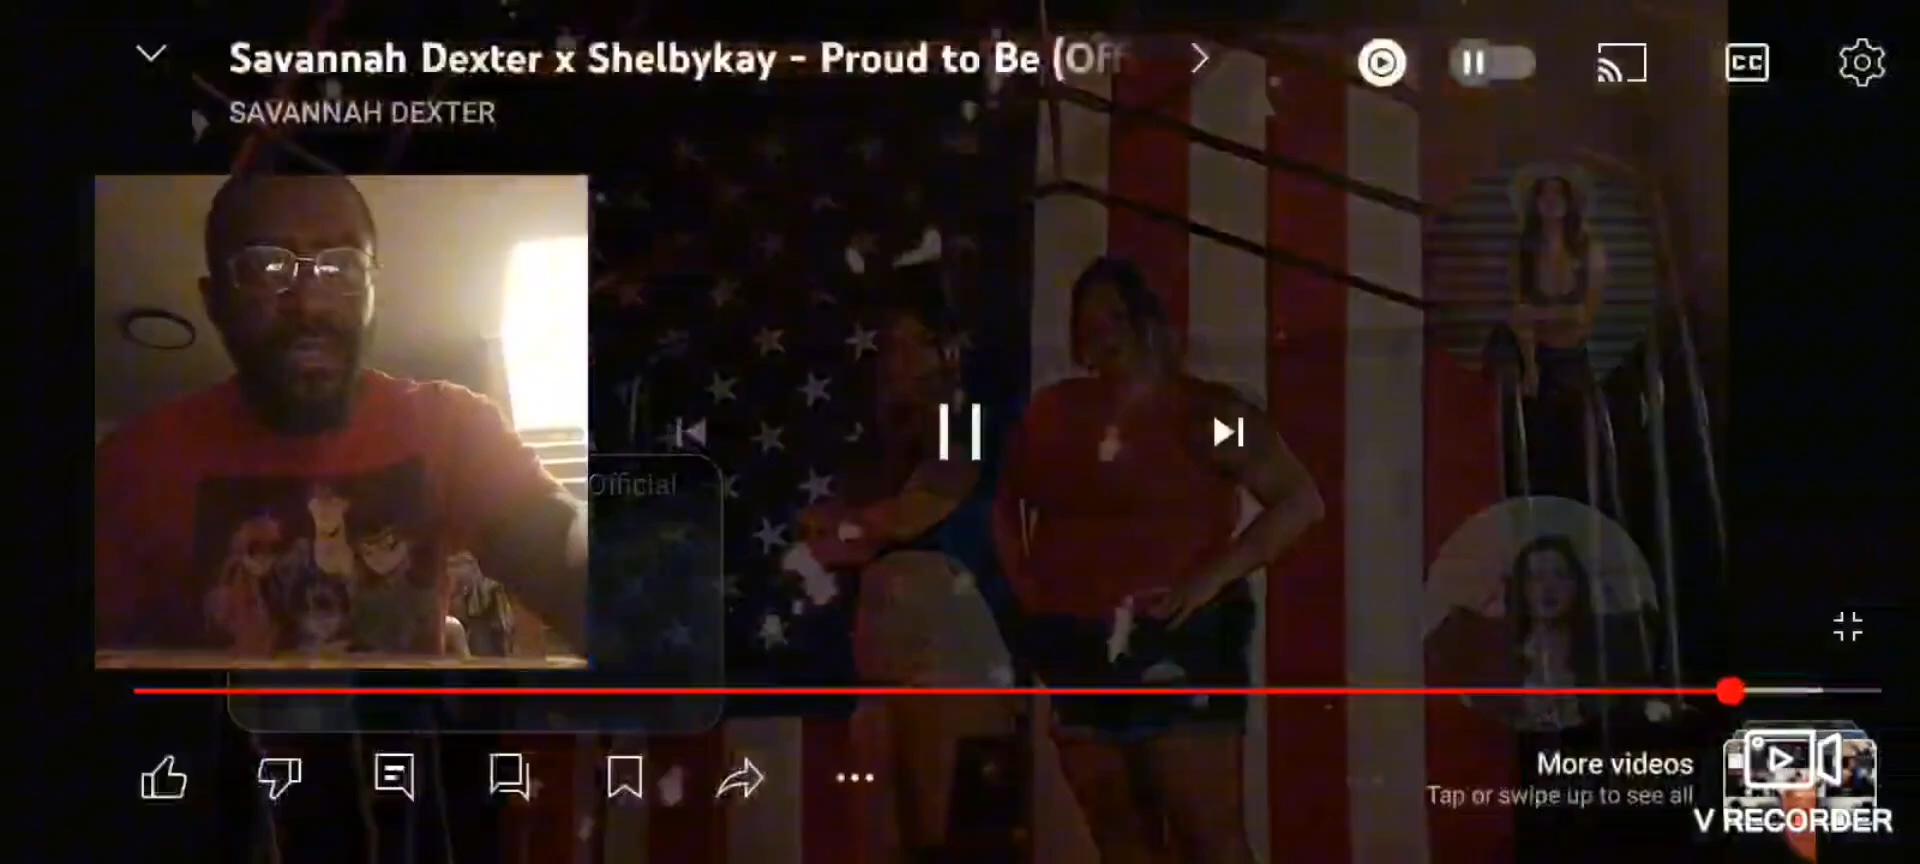 Savannah Dexter x Shelbykay - Proud to Be (Off
SAVANNAH DEXTER
CC
Official
More videos
Tap or swipe up to see all
V RECORDER